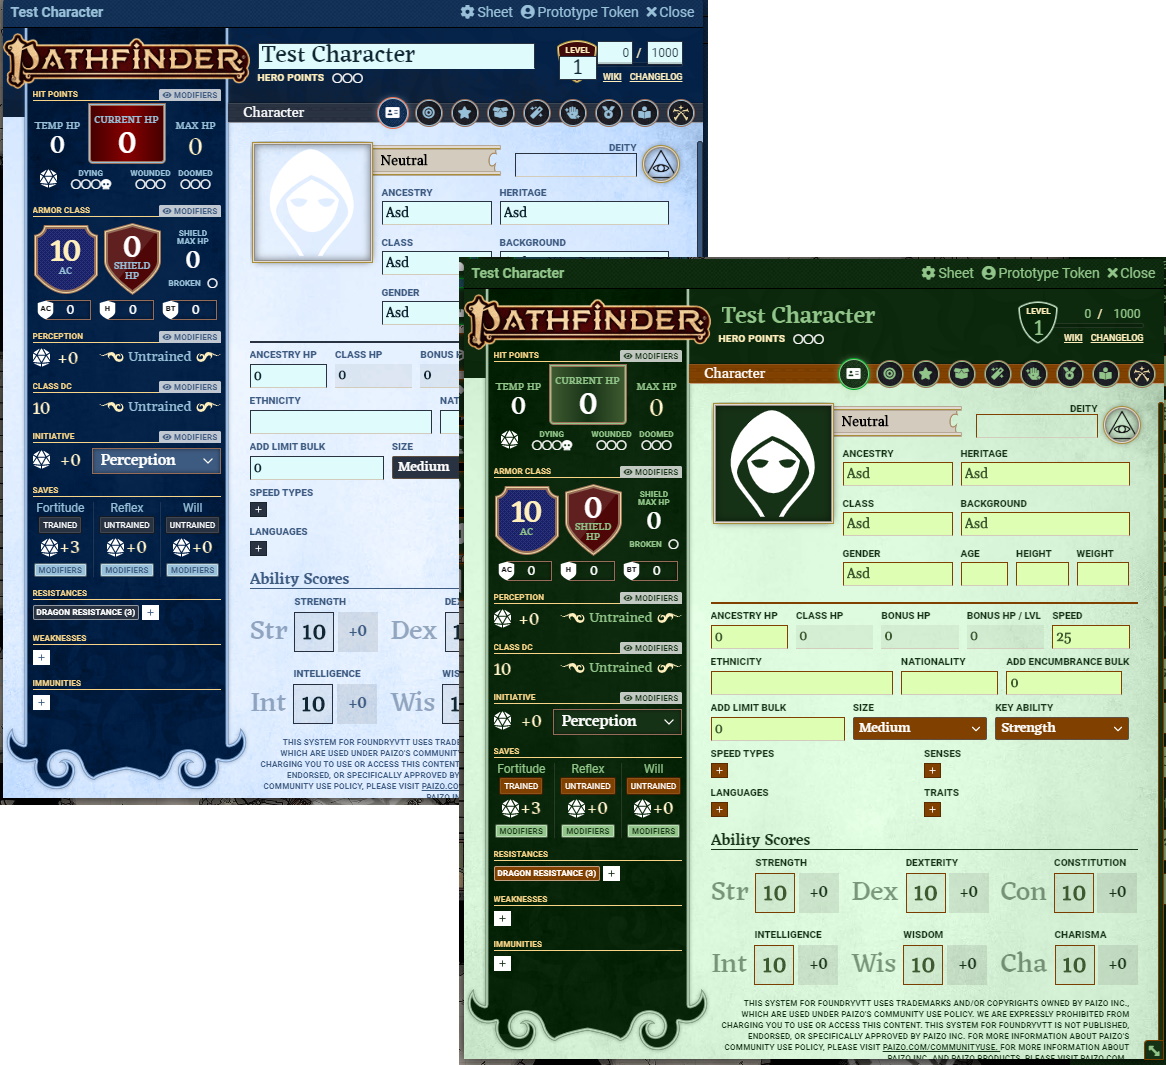 Test Character
Sheet Prototype Token Close
PATHFINDER
Test Character
HERO POINTS
LEVEL
1
0 / 1000
WIKI CHANGELOG
Character
HIT POINTS MODIFIERS
TEMP HP CURRENT HP MAX HP
0 0 0
DYING WOUNDED DOOMED
ARMOR CLASS MODIFIERS
10
AC
0
SHIELD
HP
SHIELD
MAX HP
0
BROKEN
AC 0 H 0 BT 0
PERCEPTION MODIFIERS
+0 Untrained
CLASS DC MODIFIERS
10 Untrained
INITIATIVE MODIFIERS
+0 Perception
SAVES
Fortitude Reflex Will
TRAINED UNTRAINED UNTRAINED
+3 +0 +0
MODIFIERS MODIFIERS MODIFIERS
RESISTANCES
DRAGON RESISTANCE (3) +
WEAKNESSES
+
IMMUNITIES
+
Neutral
DEITY
ANCESTRY HERITAGE
Asd Asd
CLASS BACKGROUND
Asd
GENDER
Asd
ANCESTRY HP CLASS HP BONUS
0 0 0
ETHNICITY NAT
ADD LIMIT BULK SIZE
0 Medium
SPEED TYPES
+
LANGUAGES
+
Ability Scores
STRENGTH DE
Str 10 +0 Dex 1
INTELLIGENCE WIS
Int 10 +0 Wis 1
THIS SYSTEM FOR FOUNDRYVTT USES TRADE
WHICH ARE USED UNDER PAIZO'S COMMUNIT
CHARGING YOU TO USE OR ACCESS THIS CONTENT.
ENDORSED, OR SPECIFICALLY APPROVED BY
COMMUNITY USE POLICY, PLEASE VISIT PAIZO.CO
PAIZO IN
Test Character
Sheet Prototype Token Close
PATHFINDER
Test Character
HERO POINTS
LEVEL
1
0 / 1000
WIKI CHANGELOG
Character
HIT POINTS MODIFIERS
TEMP HP CURRENT HP MAX HP
0 0 0
DYING WOUNDED DOOMED
ARMOR CLASS MODIFIERS
10
AC
0
SHIELD
HP
SHIELD
MAX HP
0
BROKEN
AC 0 H 0 BT 0
PERCEPTION MODIFIERS
+0 Untrained
CLASS DC MODIFIERS
10 Untrained
INITIATIVE MODIFIERS
+0 Perception
SAVES
Fortitude Reflex Will
TRAINED UNTRAINED UNTRAINED
+3 +0 +0
MODIFIERS MODIFIERS MODIFIERS
RESISTANCES
DRAGON RESISTANCE (3) +
WEAKNESSES
+
IMMUNITIES
+
Neutral
DEITY
ANCESTRY HERITAGE
Asd Asd
CLASS BACKGROUND
Asd Asd
GENDER AGE HEIGHT WEIGHT
Asd
ANCESTRY HP CLASS HP BONUS HP BONUS HP / LVL SPEED
0 0 0 0 25
ETHNICITY NATIONALITY ADD ENCUMBRANCE BULK
0
ADD LIMIT BULK SIZE KEY ABILITY
0 Medium Strength
SPEED TYPES SENSES
+ +
LANGUAGES TRAITS
+ +
Ability Scores
STRENGTH DEXTERITY CONSTITUTION
Str 10 +0 Dex 10 +0 Con 10 +0
INTELLIGENCE WISDOM CHARISMA
Int 10 +0 Wis 10 +0 Cha 10 +0
THIS SYSTEM FOR FOUNDRYVTT USES TRADEMARKS AND/OR COPYRIGHTS OWNED BY PAIZO INC.,
WHICH ARE USED UNDER PAIZO'S COMMUNITY USE POLICY. WE ARE EXPRESSLY PROHIBITED FROM
CHARGING YOU TO USE OR ACCESS THIS CONTENT. THIS SYSTEM FOR FOUNDRYVTT IS NOT PUBLISHED,
ENDORSED, OR SPECIFICALLY APPROVED BY PAIZO INC. FOR MORE INFORMATION ABOUT PAIZO'S
COMMUNITY USE POLICY, PLEASE VISIT PAIZO.COM/COMMUNITYUSE. FOR MORE INFORMATION ABOUT
PAIZO INC. AND PAIZO PRODUCTS, PLEASE VISIT PAIZO.COM.